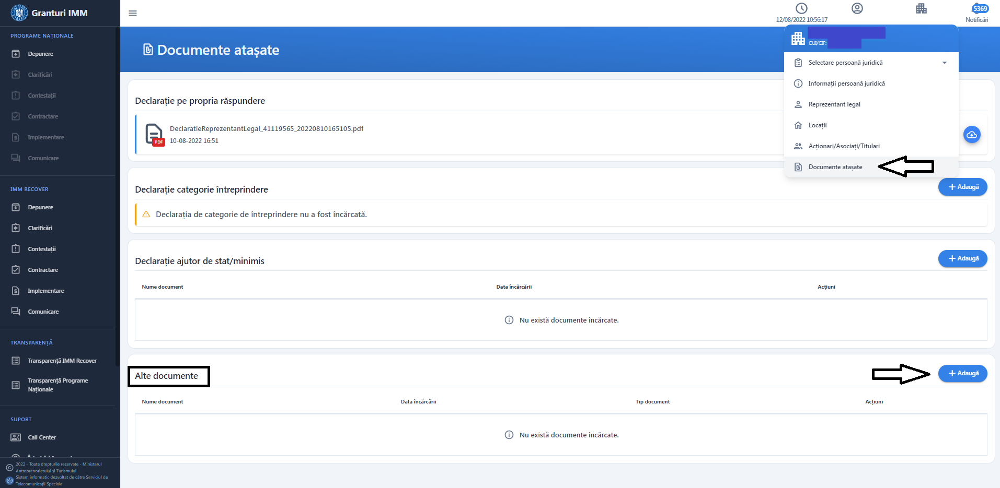 Granturi IMM
12/08/2022 10:56:17
5369
Notificări
PROGRAME NAȚIONALE
Depunere
Clarificări
Contestații
Contractare
Implementare
Comunicare
IMM RECOVER
Depunere
Clarificări
Contestații
Contractare
Implementare
Comunicare
TRANSPARENȚĂ
Transparență IMM Recover
Transparență Programe
Naționale
SUPORT
Call Center
2022 - Toate drepturile rezervate - Ministerul
Antreprenoriatului și Turismului
Sistem informatic dezvoltat de către Serviciul de
Telecomunicații Speciale
Documente atașate
CUI/CIF:
Selectare persoană juridică
Informații persoană juridică
Reprezentant legal
Locații
Acționari/Asociați/Titulari
Documente atașate
Declarație pe propria răspundere
DeclaratieReprezentantLegal_41119565_20220810165105.pdf
PDF
10-08-2022 16:51
Declarație categorie întreprindere
Adaugă
Declarația de categorie de întreprindere nu a fost încărcată.
Declarație ajutor de stat/minimis
Adaugă
Nume document Data încărcării Acțiuni
Nu există documente încărcate.
Alte documente
Adaugă
Nume document Data încărcării Tip document Acțiuni
Nu există documente încărcate.